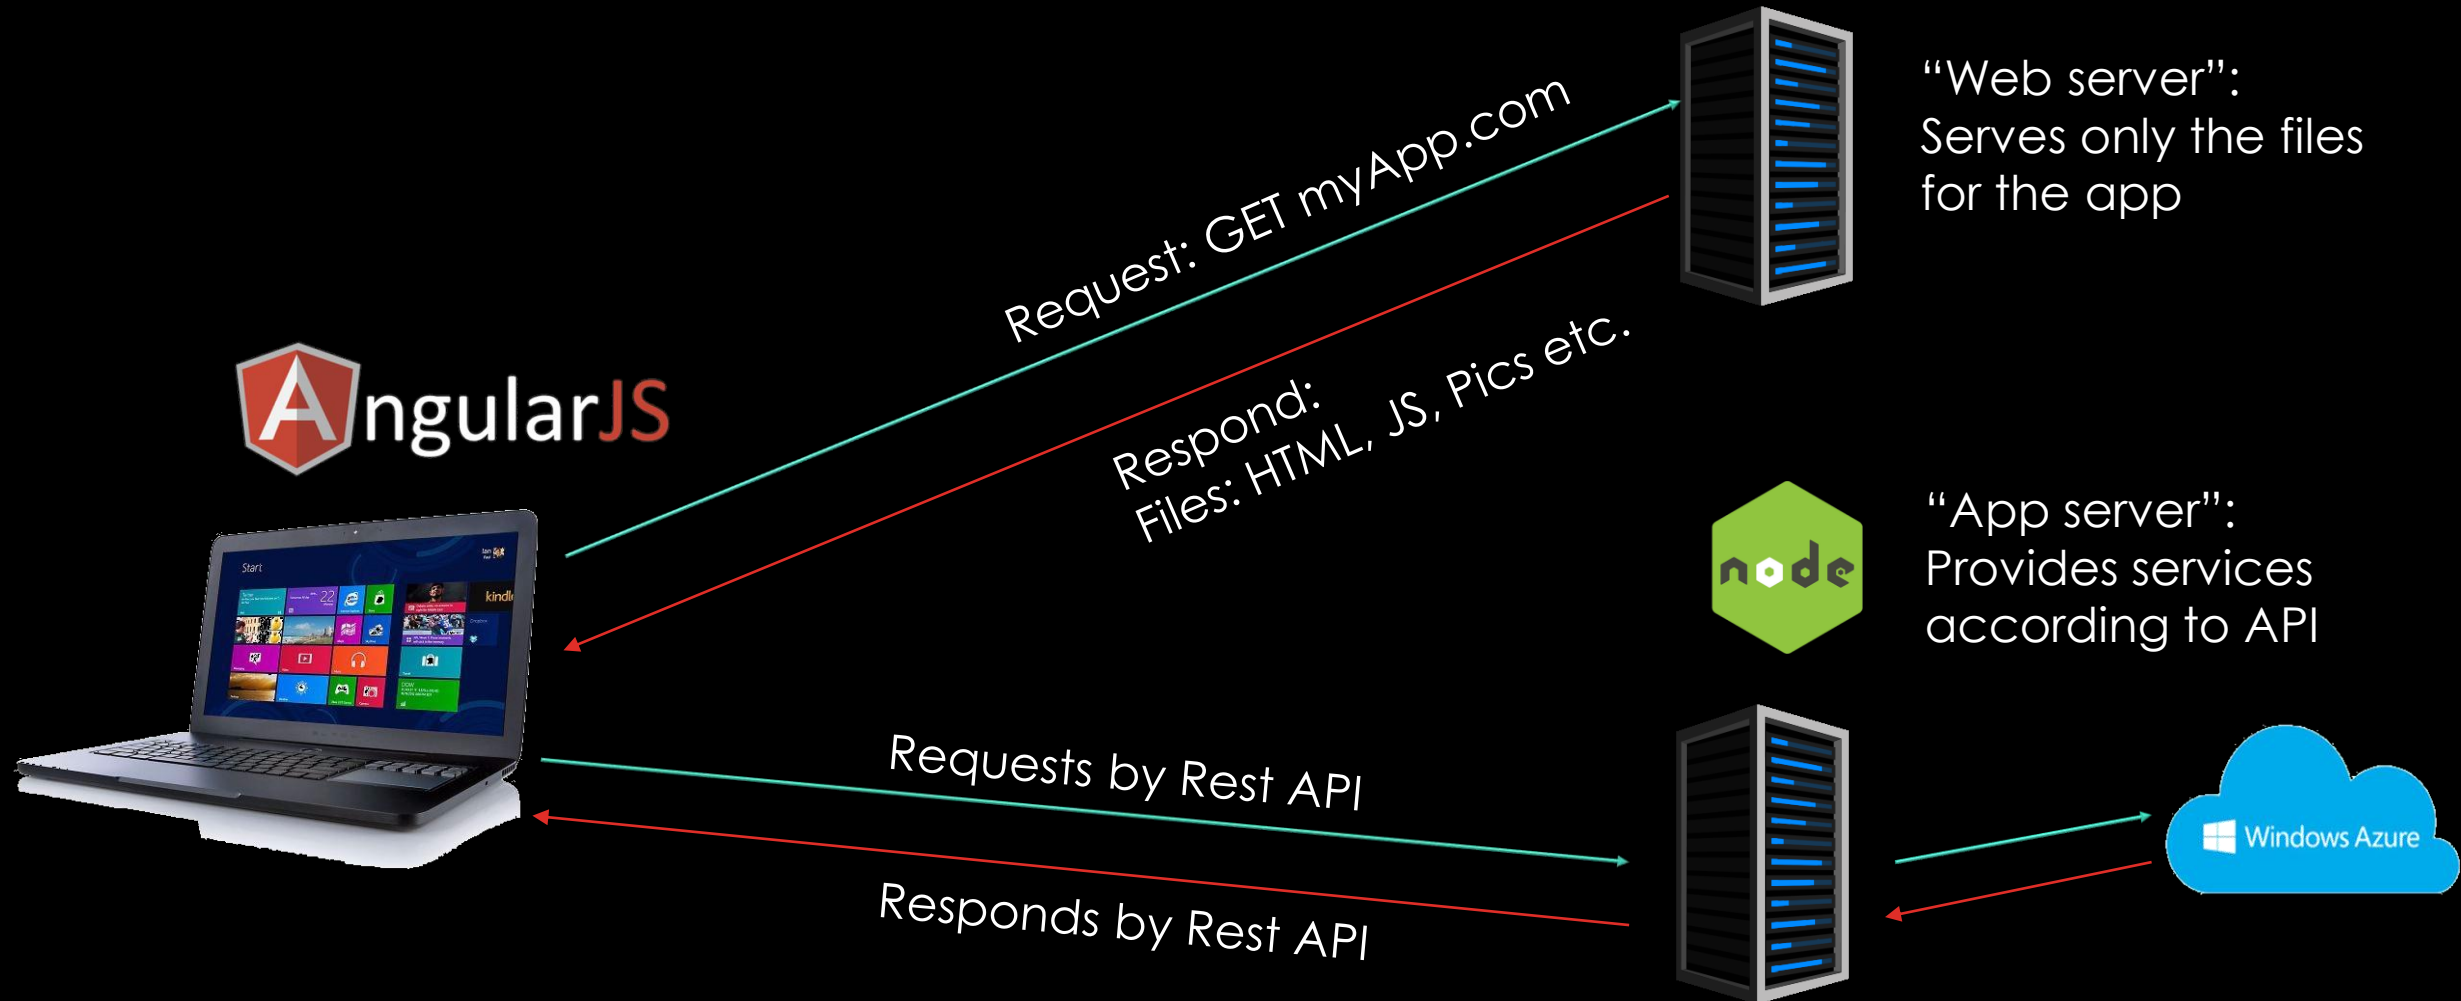 Request: GET myApp.com
Respond:
Files: HTML, JS, Pics etc.
“Web server”:
Serves only the files
for the app
AngularJS
Start
22
kindle
node
“App server”:
Provides services
according to API
Requests by Rest API
Responds by Rest API
Windows Azure